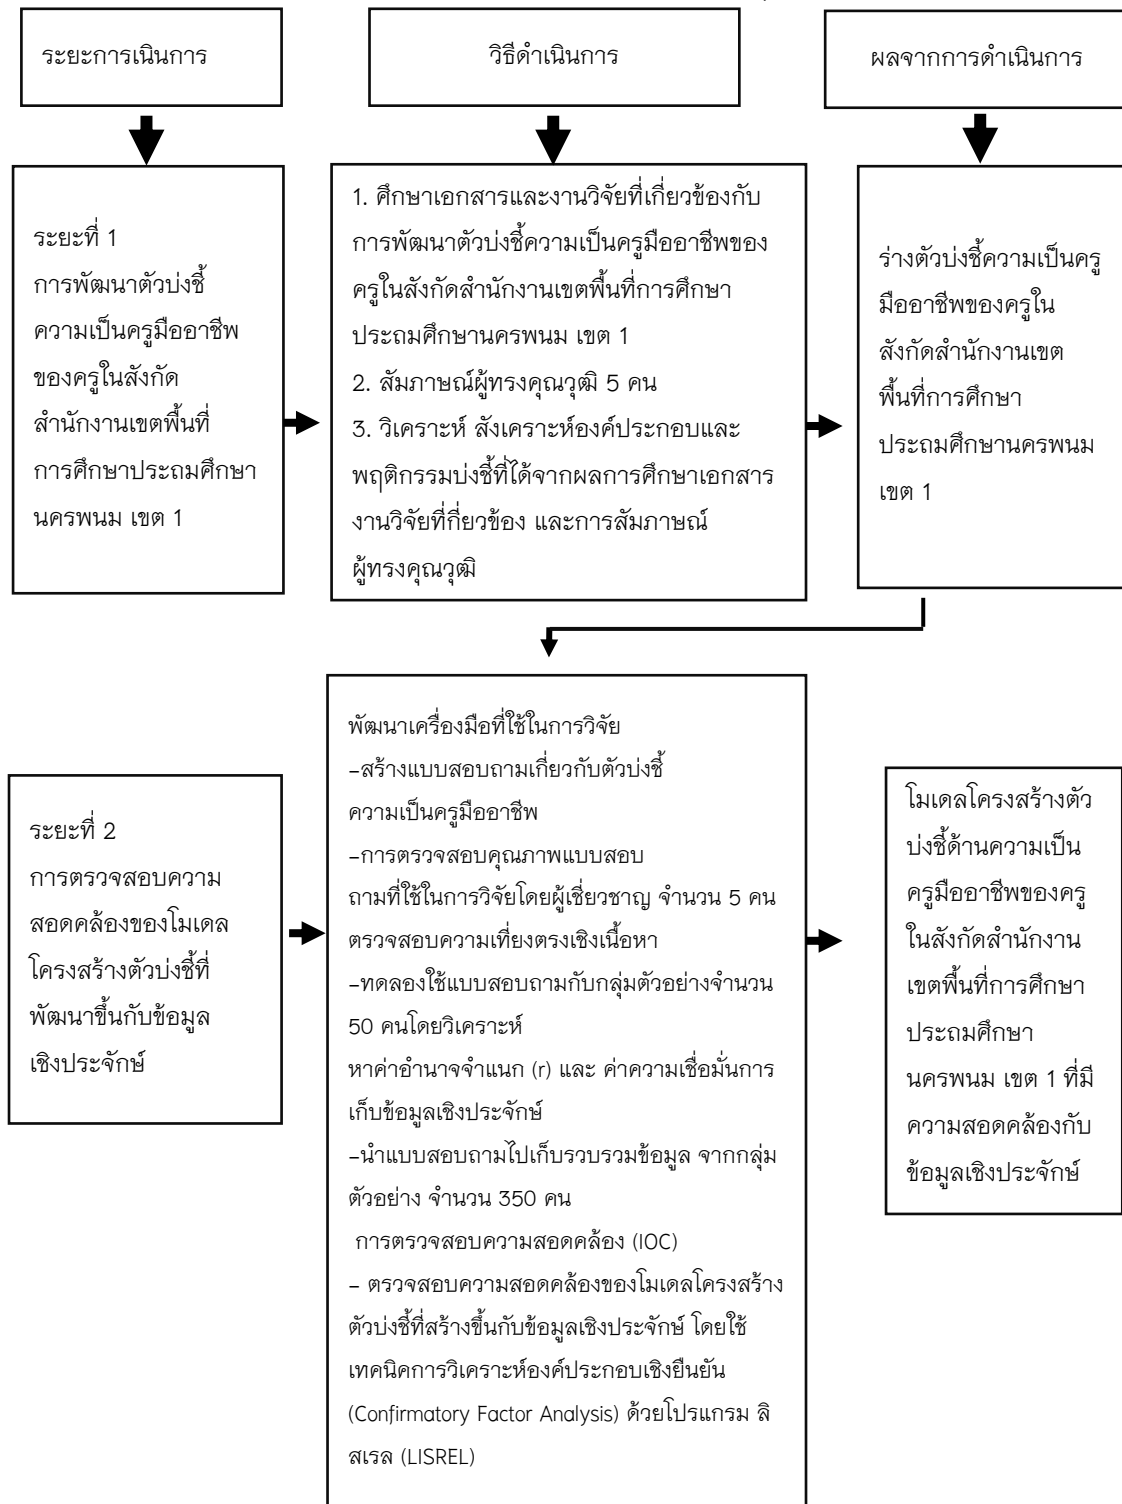 ระยะการเนินการ
วิธีดำเนินการ
ผลจากการดำเนินการ
ระยะที่ 1
การพัฒนาตัวบ่งชี้
ความเป็นครูมืออาชีพ
ของครูในสังกัด
สำนักงานเขตพื้นที่
การศึกษาประถมศึกษา
นครพนม เขต 1
1. ศึกษาเอกสารและงานวิจัยที่เกี่ยวข้องกับ
การพัฒนาตัวบ่งชี้ความเป็นครูมืออาชีพของ
ครูในสังกัดสำนักงานเขตพื้นที่การศึกษา
ประถมศึกษานครพนม เขต 1
2. สัมภาษณ์ผู้ทรงคุณวุฒิ 5 คน
3. วิเคราะห์ สังเคราะห์องค์ประกอบและ
พฤติกรรมบ่งชี้ที่ได้จากผลการศึกษาเอกสาร
งานวิจัยที่กี่ยวข้อง และการสัมภาษณ์
ผู้ทรงคุณวุฒิ
ร่างตัวบ่งชี้ความเป็นครู
มืออาชีพของครูใน
สังกัดสำนักงานเขต
พื้นที่การศึกษา
ประถมศึกษานครพนม
เขต 1
ระยะที่ 2
การตรวจสอบความ
สอดคล้องของโมเดล
โครงสร้างตัวบ่งชี้ที่
พัฒนาขึ้นกับข้อมูล
เชิงประจักษ์
พัฒนาเครื่องมือที่ใช้ในการวิจัย
-สร้างแบบสอบถามเกี่ยวกับตัวบ่งชี้
ความเป็นครูมืออาชีพ
-การตรวจสอบคุณภาพแบบสอบ
ถามที่ใช้ในการวิจัยโดยผู้เชี่ยวชาญ จำนวน 5 คน
ตรวจสอบความเที่ยงตรงเชิงเนื้อหา
-ทดลองใช้แบบสอบถามกับกลุ่มตัวอย่างจำนวน
50 คนโดยวิเคราะห์
หาค่าอำนาจจำแนก (r) และ ค่าความเชื่อมั่นการ
เก็บข้อมูลเชิงประจักษ์
-นำแบบสอบถามไปเก็บรวบรวมข้อมูล จากกลุ่ม
ตัวอย่าง จำนวน 350 คน
การตรวจสอบความสอดคล้อง (IOC)
- ตรวจสอบความสอดคล้องของโมเดลโครงสร้าง
ตัวบ่งชี้ที่สร้างขึ้นกับข้อมูลเชิงประจักษ์ โดยใช้
เทคนิคการวิเคราะห์องค์ประกอบเชิงยืนยัน
(Confirmatory Factor Analysis) ด้วยโปรแกรม ลิ
สเรล (LISREL)
โมเดลโครงสร้างตัว
บ่งชี้ด้านความเป็น
ครูมืออาชีพของครู
ในสังกัดสำนักงาน
เขตพื้นที่การศึกษา
ประถมศึกษา
นครพนม เขต 1 ที่มี
ความสอดคล้องกับ
ข้อมูลเชิงประจักษ์